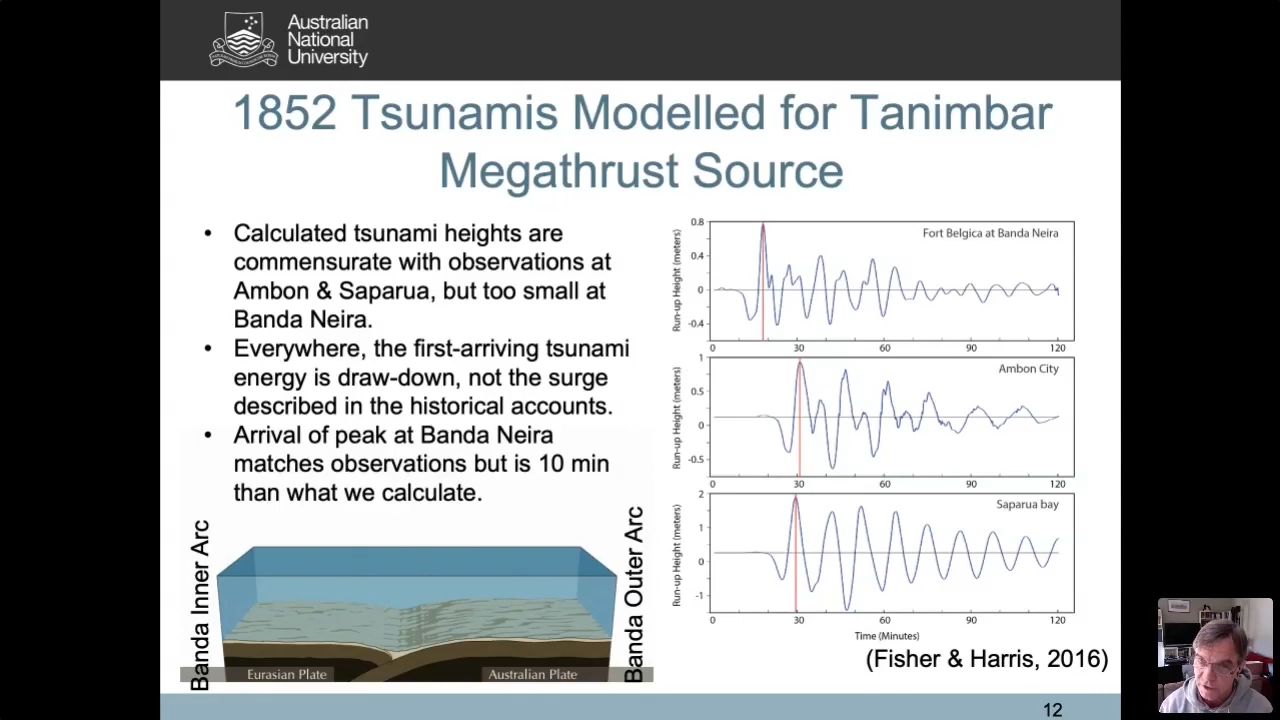 Australian
National
University
1852 Tsunamis Modelled for Tanimbar
Megathrust Source
• Calculated tsunami heights are
commensurate with observations at
Ambon & Saparua, but too small at
Banda Neira.
• Everywhere, the first-arriving tsunami
energy is draw-down, not the surge
described in the historical accounts.
• Arrival of peak at Banda Neira
matches observations but is 10 min
than what we calculate.
Banda Inner Arc
Eurasian Plate
Australian Plate
Banda Outer Arc
Fort Belgica at Banda Neira
Run-up Height (meters)
0.8
0.4
0
-0.4
0 30 60 90 120
Ambon City
Run-up Height (meters)
1
0.5
0
-0.5
0 30 60 90 120
Saparua bay
Run-up Height (meters)
2
1
0
-1
0 30 60 90 120
Time (Minutes)
(Fisher & Harris, 2016)
12